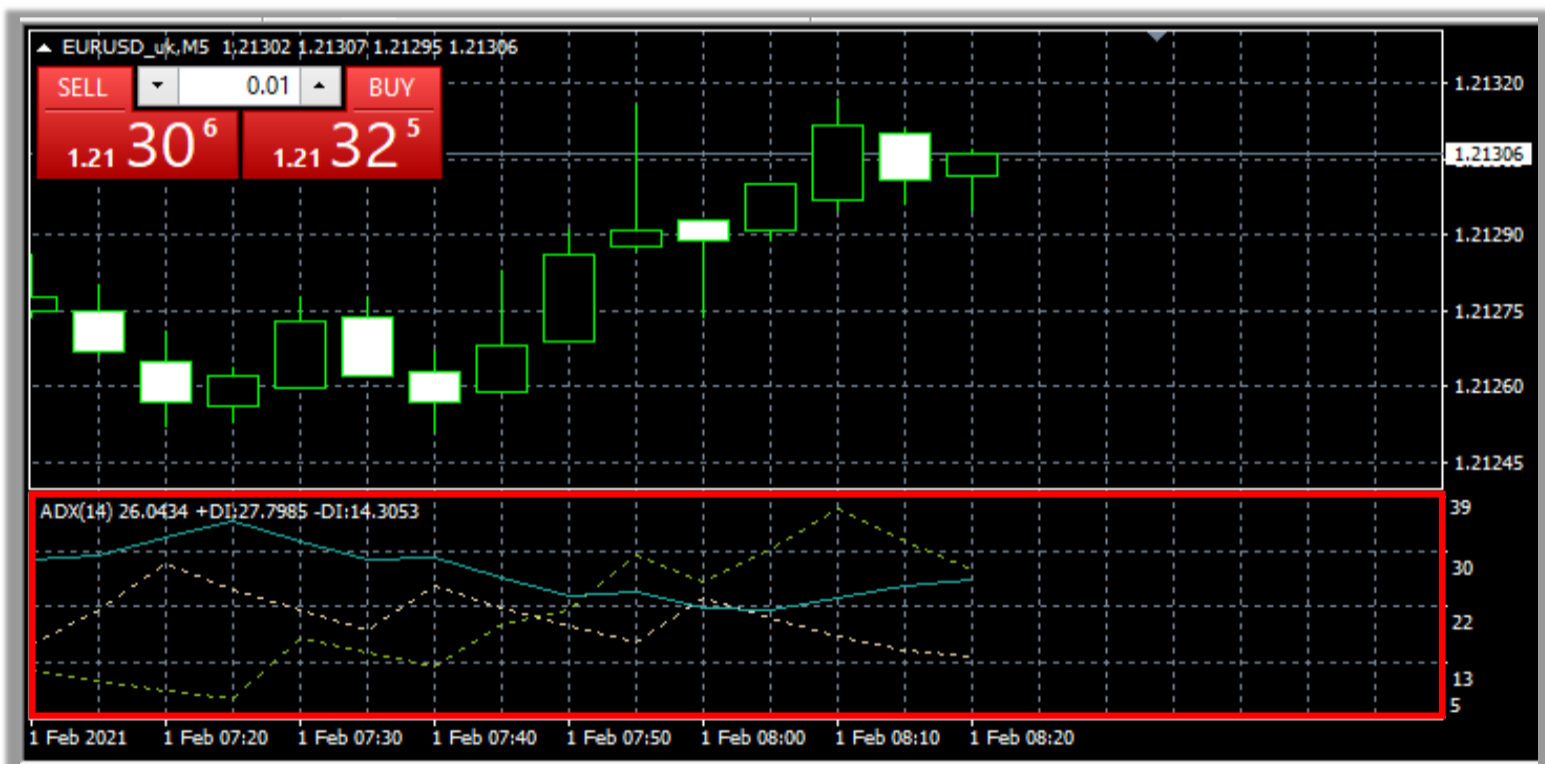 EURUSD_uk,M5 1.21302 1.21307 1.21295 1.21306
SELL 0.01 BUY
1.21 30 6 1.21 32 5
1.21320
1.21306
1.21290
1.21275
1.21260
1.21245
ADX(14) 26.0434 +DI:27.7985 -DI:14.3053
39
30
22
13
5
1 Feb 2021 1 Feb 07:20 1 Feb 07:30 1 Feb 07:40 1 Feb 07:50 1 Feb 08:00 1 Feb 08:10 1 Feb 08:20